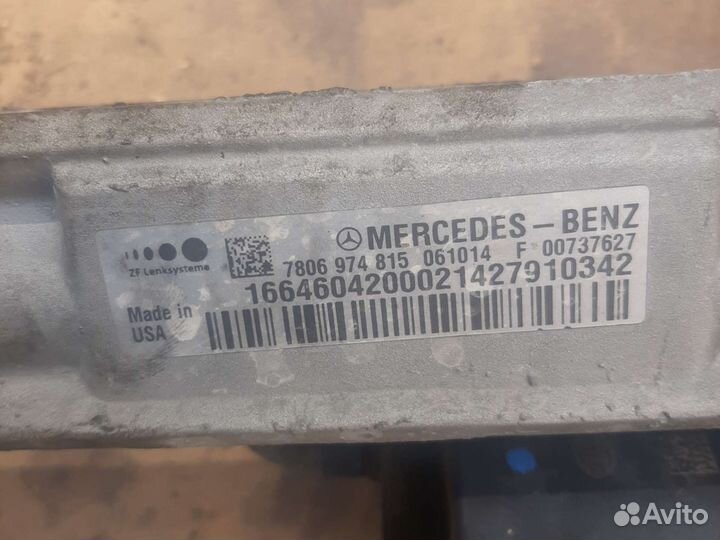 MERCEDES-BENZ
ZF Lenksysteme
7806 974 815 061014 F 00737627
1664604200021427910342
Made in
USA
Avito